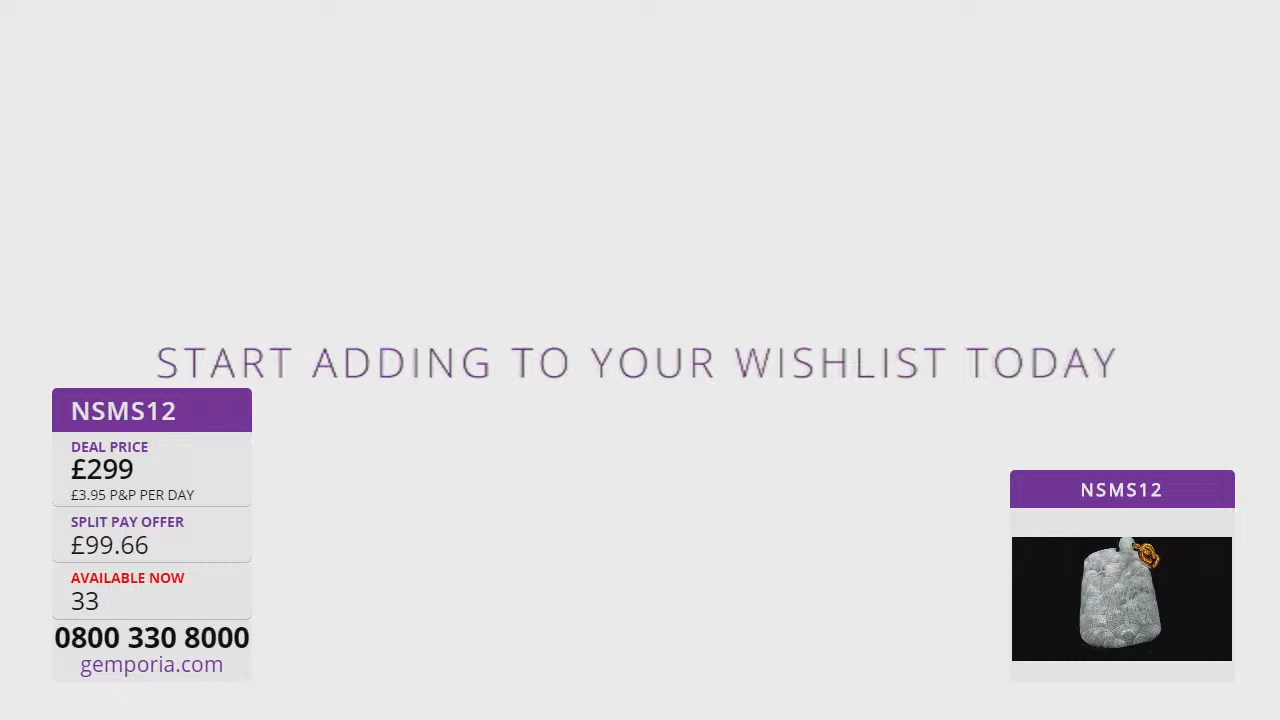 START ADDING TO YOUR WISHLIST TODAY
NSMS12
DEAL PRICE
£299
£3.95 P&P PER DAY
SPLIT PAY OFFER
£99.66
AVAILABLE NOW
33
0800 330 8000
gemporia.com
NSMS12